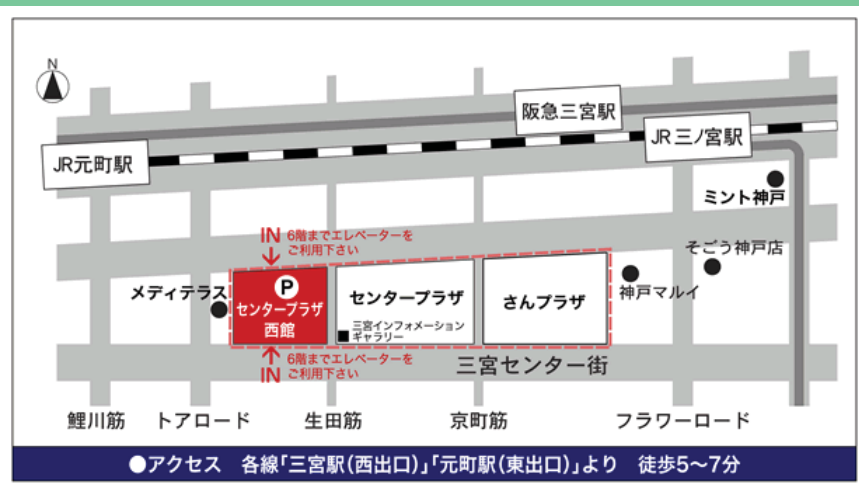 N
阪急三宮駅
JR三ノ宮駅
JR元町駅
ミント神戸
IN 6階までエレベーターを
ご利用下さい
そごう神戸店
メディテラス
P
センタープラザ
西館
センタープラザ
三宮インフォメーション
ギャラリー
さんプラザ
神戸マルイ
6階までエレベーターを
IN ご利用下さい
三宮センター街
鯉川筋
トアロード
生田筋
京町筋
フラワーロード
●アクセス 各線「三宮駅(西出口)」「元町駅(東出口)」より 徒歩5〜7分